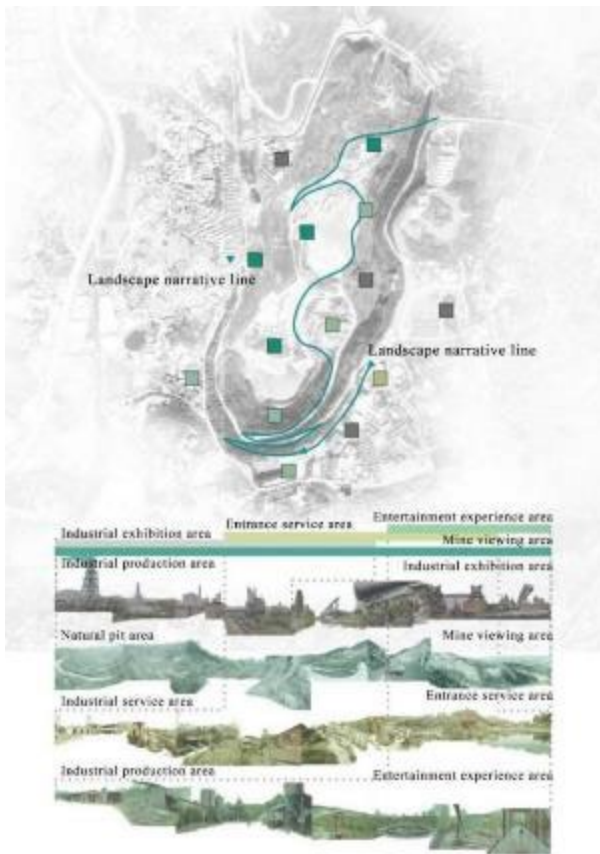 Landscape narrative line
Landscape narrative line
Entertainment experience area
Entrance service area
Industrial exhibition area
Mine viewing area
Industrial production area
Industrial exhibition area
Natural pit area
Mine viewing area
Industrial service area
Entrance service area
Industrial production area
Entertainment experience area